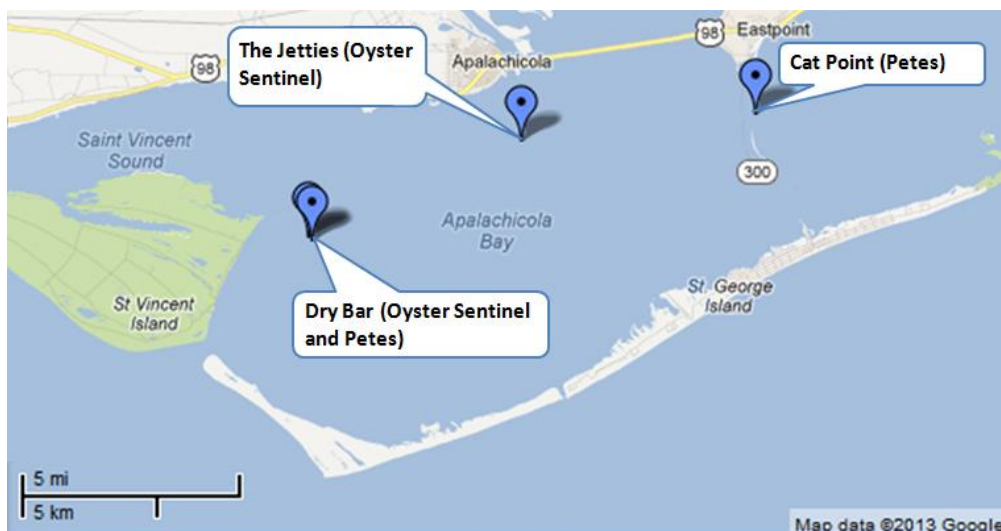 The Jetties (Oyster
Sentinel)
98
Apalachicola
98
Eastpoint
Cat Point (Petes)
Saint Vincent
Sound
300
Apalachicola
Bay
Dry Bar (Oyster Sentinel
and Petes)
St Vincent
Island
St. George
Island
5 mi
5 km
Map data ©2013 Google